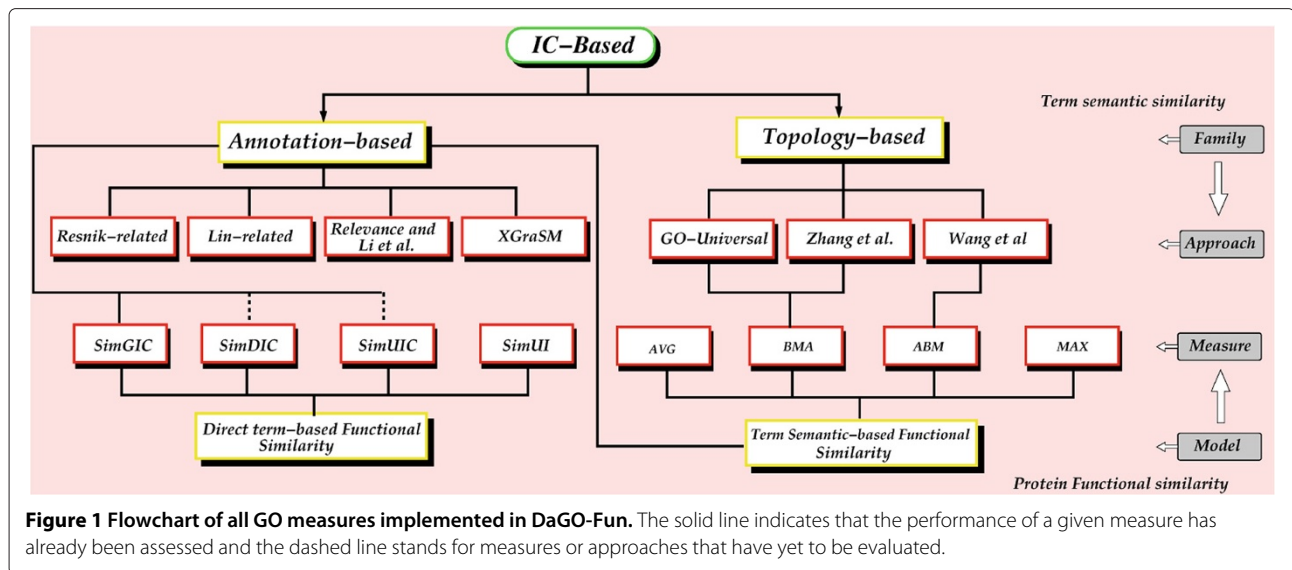 IC-Based
Term semantic similarity
Annotation-based
Topology-based
Family
Resnik-related
Lin-related
Relevance and
Li et al.
XGraSM
GO-Universal
Zhang et al.
Wang et al
Approach
SimGIC
SimDIC
SimUIC
SimUI
AVG
BMA
ABM
MAX
Measure
Direct term-based Functional
Similarity
Term Semantic-based Functional
Similarity
Model
Protein Functional similarity
Figure 1 Flowchart of all GO measures implemented in DaGO-Fun. The solid line indicates that the performance of a given measure has
already been assessed and the dashed line stands for measures or approaches that have yet to be evaluated.